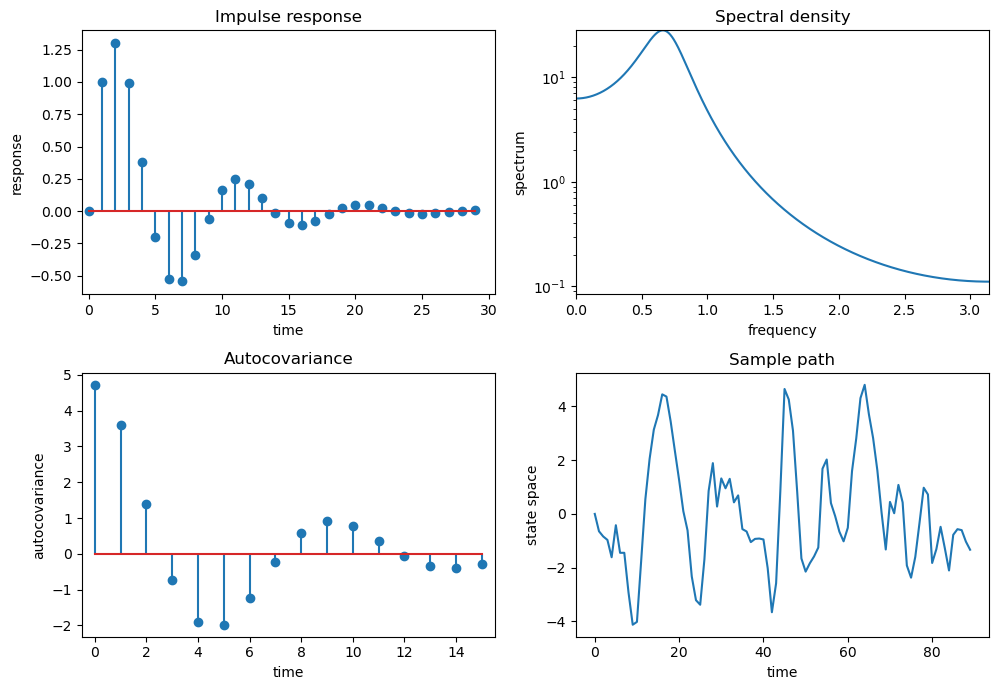 Impulse response
1.25
1.00
0.75
0.50
0.25
0.00
−0.25
−0.50
response
0 5 10 15 20 25 30
time
Spectral density
10¹
10⁰
10⁻¹
spectrum
0.0 0.5 1.0 1.5 2.0 2.5 3.0
frequency
Autocovariance
5
4
3
2
1
0
−1
−2
autocovariance
0 2 4 6 8 10 12 14
time
Sample path
4
2
0
−2
−4
state space
0 20 40 60 80
time